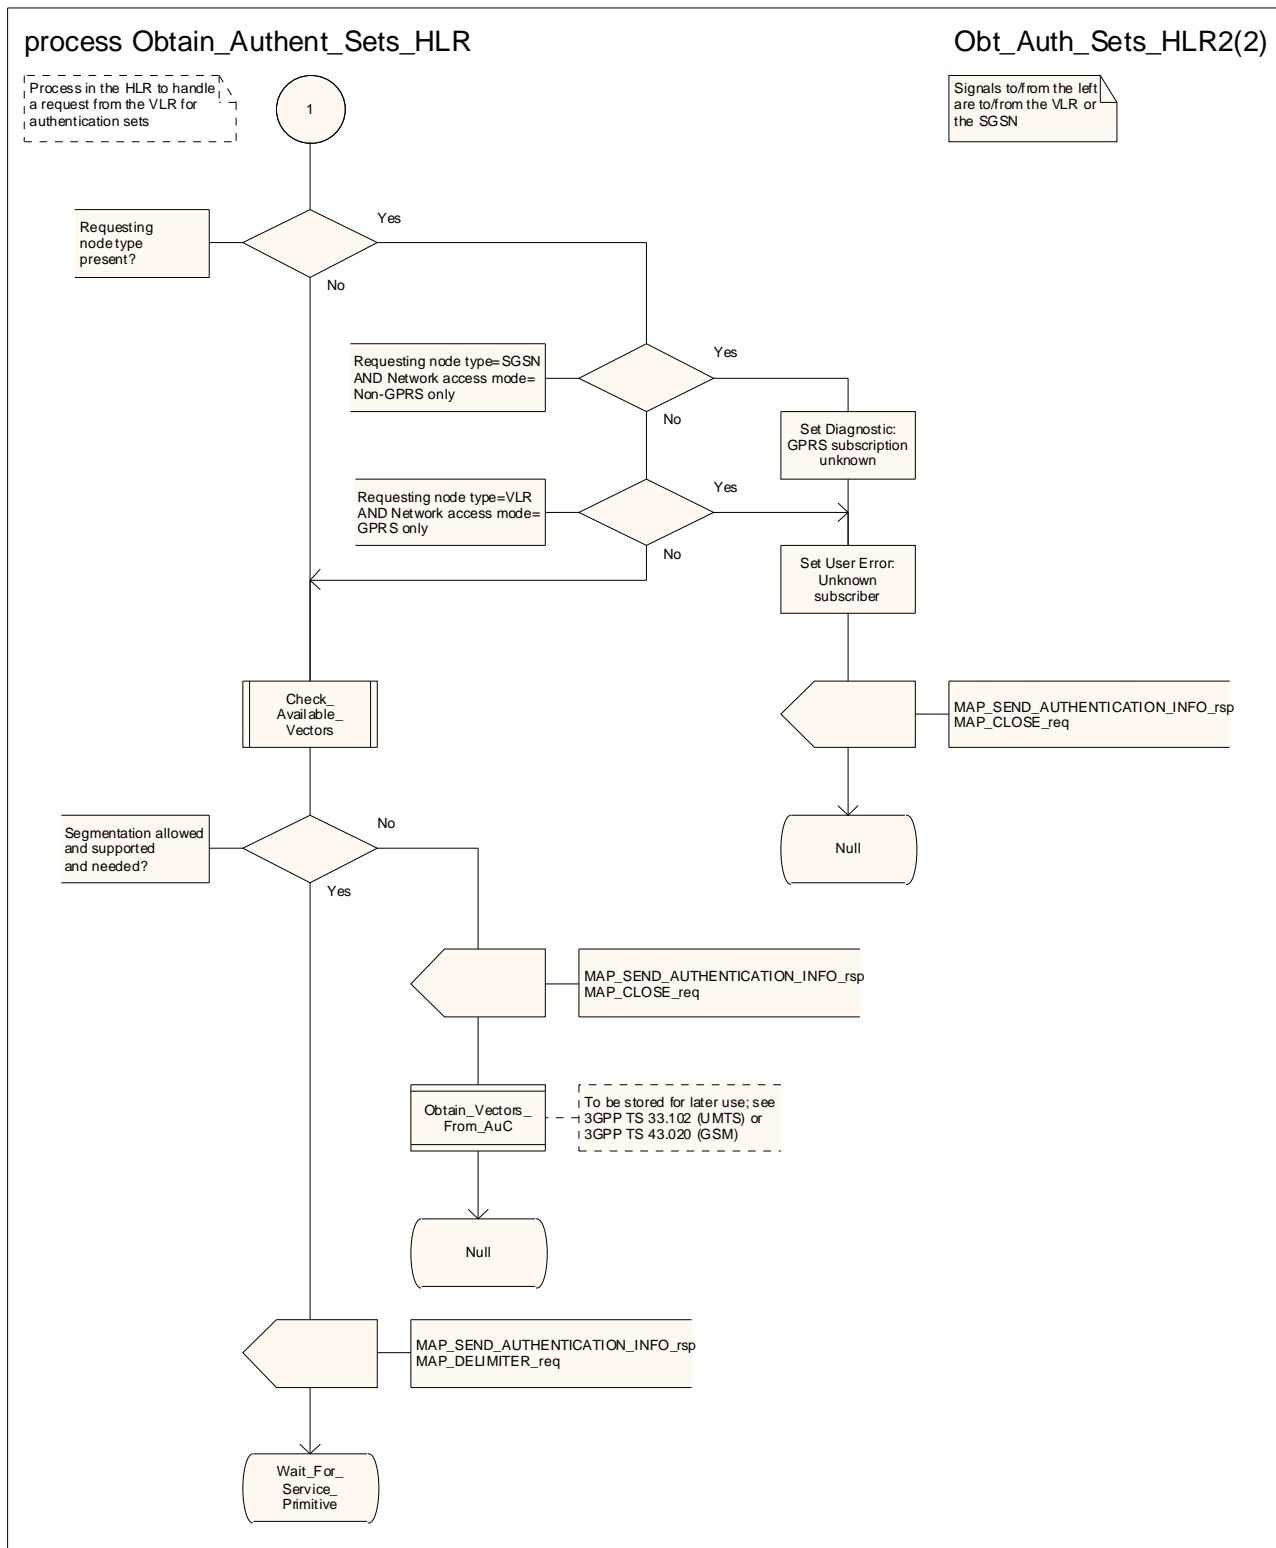 process Obtain_Authent_Sets_HLR
Obt_Auth_Sets_HLR2(2)
Process in the HLR to handle
a request from the VLR for
authentication sets
1
Signals to/from the left
are to/from the VLR or
the SGSN
Requesting
node type
present?
Yes
No
Requesting node type=SGSN
AND Network access mode=
Non-GPRS only
Yes
No
Set Diagnostic:
GPRS subscription
unknown
Requesting node type=VLR
AND Network access mode=
GPRS only
Yes
No
Set User Error:
Unknown
subscriber
Check_
Available_
Vectors
MAP_SEND_AUTHENTICATION_INFO_rsp
MAP_CLOSE_req
Segmentation allowed
and supported
and needed?
No
Yes
Null
MAP_SEND_AUTHENTICATION_INFO_rsp
MAP_CLOSE_req
Obtain_Vectors_
From_AuC
To be stored for later use; see
3GPP TS 33.102 (UMTS) or
3GPP TS 43.020 (GSM)
Null
MAP_SEND_AUTHENTICATION_INFO_rsp
MAP_DELIMITER_req
Wait_For_
Service_
Primitive